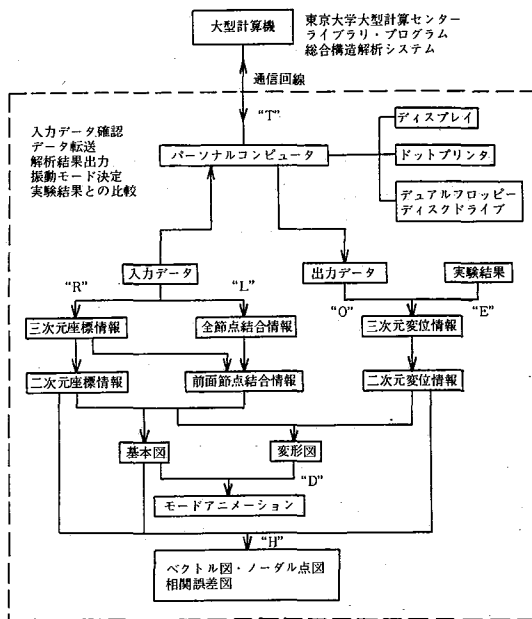 大型計算機
東京大学大型計算センター
ライブラリ・プログラム
総合構造解析システム
通信回線
“T”
入力データ確認
データ転送
解析結果出力
振動モード決定
実験結果との比較
パーソナルコンピュータ
ディスプレイ
ドットプリンタ
デュアルフロッピー
ディスクドライブ
入力データ
出力データ
実験結果
“R”
“L”
“O”
“E”
三次元座標情報
全節点結合情報
三次元変位情報
二次元座標情報
前面節点結合情報
二次元変位情報
基本図
変形図
“D”
モードアニメーション
“H”
ベクトル図・ノーダル点図
相関誤差図